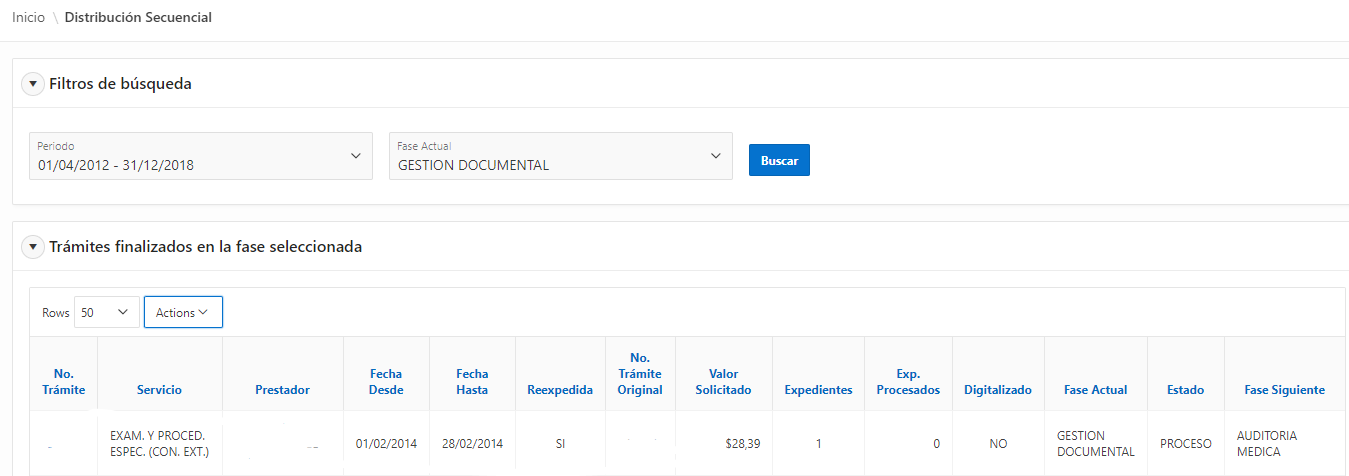 Inicio \ Distribución Secuencial
Filtros de búsqueda
Periodo
01/04/2012 - 31/12/2018
Fase Actual
GESTION DOCUMENTAL
Buscar
Trámites finalizados en la fase seleccionada
Rows 50 Actions
No. Trámite
Servicio
Prestador
Fecha Desde
Fecha Hasta
Reexpedida
No. Trámite Original
Valor Solicitado
Expedientes
Exp. Procesados
Digitalizado
Fase Actual
Estado
Fase Siguiente
EXAM. Y PROCED.
ESPEC. (CON. EXT.)
01/02/2014
28/02/2014
SI
$28,39
1
0
NO
GESTION
DOCUMENTAL
PROCESO
AUDITORIA
MEDICA